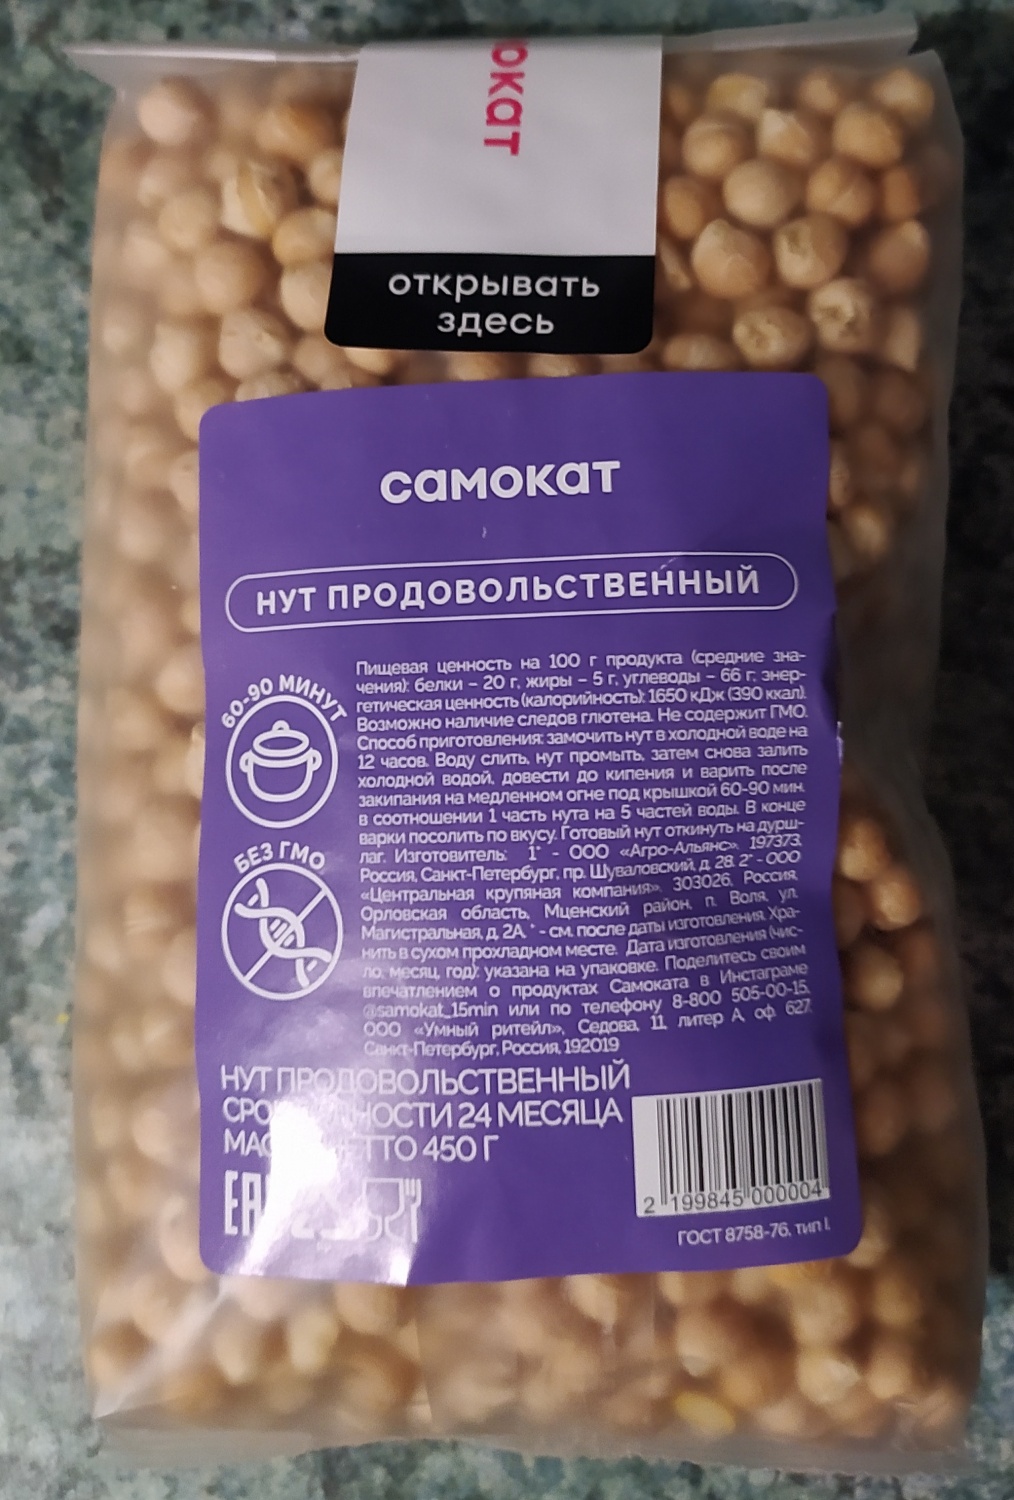 окат
открывать
здесь
самокат
НУТ ПРОДОВОЛЬСТВЕННЫЙ
60-90 МИНУТ
БЕЗ ГМО
Пищевая ценность на 100 г продукта (средние зна-
чения): белки – 20 г, жиры – 5 г, углеводы – 66 г; энер-
гетическая ценность (калорийность): 1650 кДж (390 ккал).
Возможно наличие следов глютена. Не содержит ГМО.
Способ приготовления: замочить нут в холодной воде на
12 часов. Воду слить, нут промыть, затем снова залить
холодной водой, довести до кипения и варить после
закипания на медленном огне под крышкой 60-90 мин.
в соотношении 1 часть нута на 5 частей воды. В конце
варки посолить по вкусу. Готовый нут откинуть на дурш-
лаг. Изготовитель: 1* - ООО «Агро-Альянс», 197373,
Россия, Санкт-Петербург, пр. Шуваловский, д. 28. 2* - ООО
«Центральная крупяная компания», 303026, Россия,
Орловская область, Мценский район, п. Воля, ул.
Магистральная, д. 2А. * - см. после даты изготовления. Хра-
нить в сухом прохладном месте. Дата изготовления (чис-
ло, месяц, год): указана на упаковке. Поделитесь своим
впечатлением о продуктах Самоката в Инстаграме
@samokat_15min или по телефону 8-800 505-00-15.
ООО «Умный ритейл», Седова, 11, литер А, оф. 627,
Санкт-Петербург, Россия, 192019
НУТ ПРОДОВОЛЬСТВЕННЫЙ
СРО НОСТИ 24 МЕСЯЦА
МАС ЕТТО 450 Г
EAC
2 199845 000004
ГОСТ 8758-76. тип I.